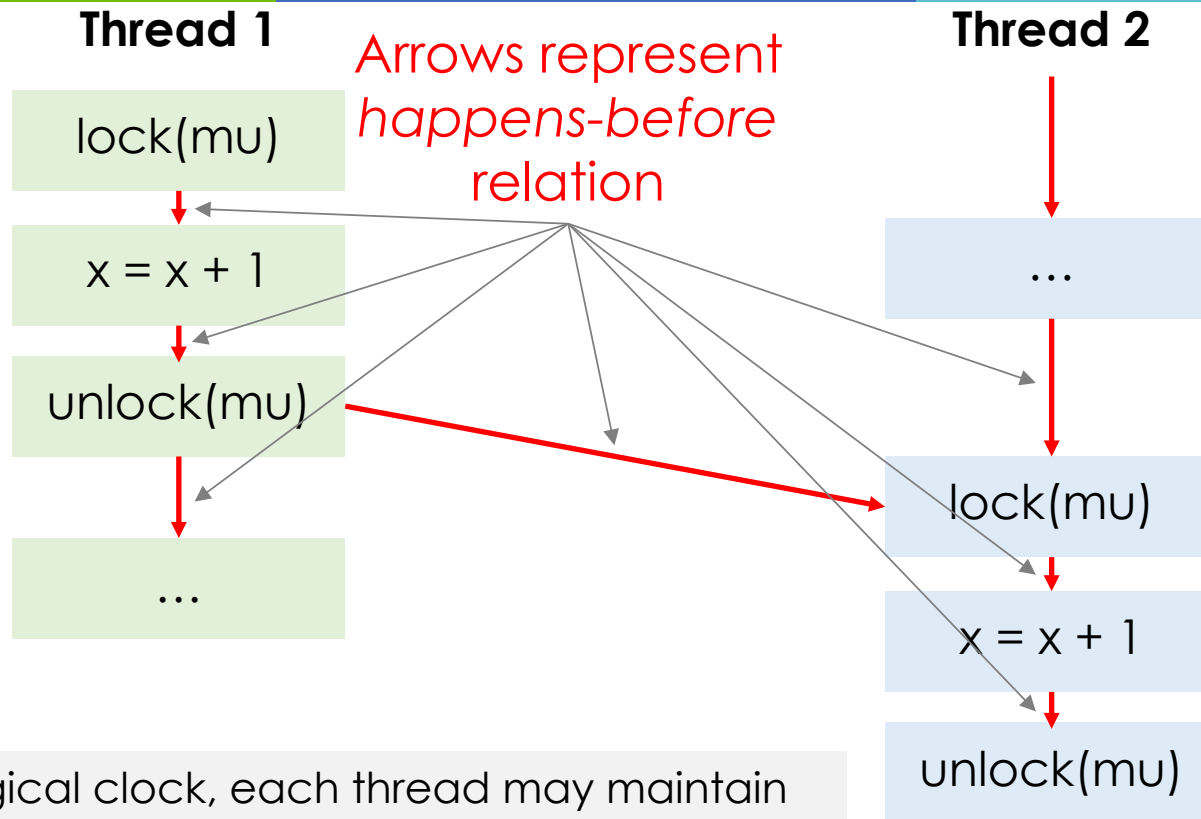 Thread 1
Arrows represent
happens-before
relation
Thread 2
lock(mu)
x = x + 1
unlock(mu)
…
…
lock(mu)
x = x + 1
unlock(mu)
gical clock, each thread may maintain